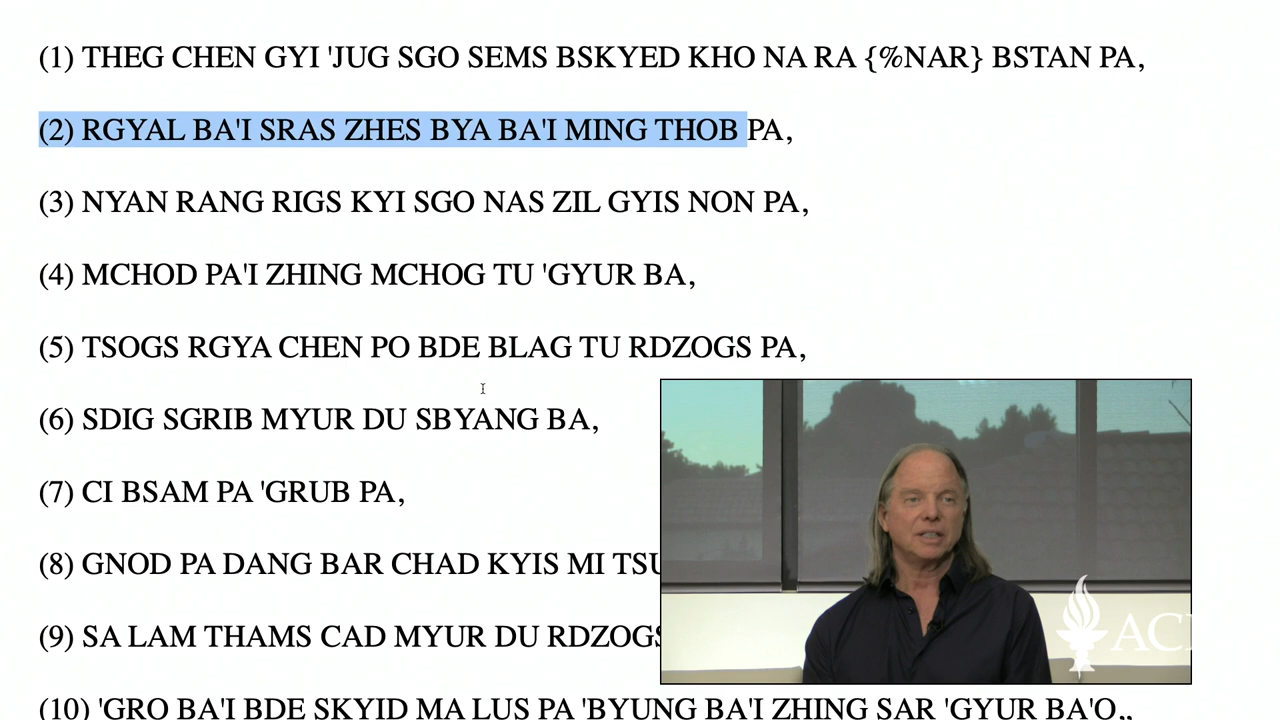 (1) THEG CHEN GYI 'JUG SGO SEMS BSKYED KHO NA RA {%NAR} BSTAN PA,
(2) RGYAL BA'I SRAS ZHES BYA BA'I MING THOB PA,
(3) NYAN RANG RIGS KYI SGO NAS ZIL GYIS NON PA,
(4) MCHOD PA'I ZHING MCHOG TU 'GYUR BA,
(5) TSOGS RGYA CHEN PO BDE BLAG TU RDZOGS PA,
(6) SDIG SGRIB MYUR DU SBYANG BA,
(7) CI BSAM PA 'GRUB PA,
(8) GNOD PA DANG BAR CHAD KYIS MI
(9) SA LAM THAMS CAD MYUR DU RDZOGS
(10) 'GRO BA'I BDE SKYID MA LUS PA 'BYUNG BA'I ZHING SAR 'GYUR BA'O,,